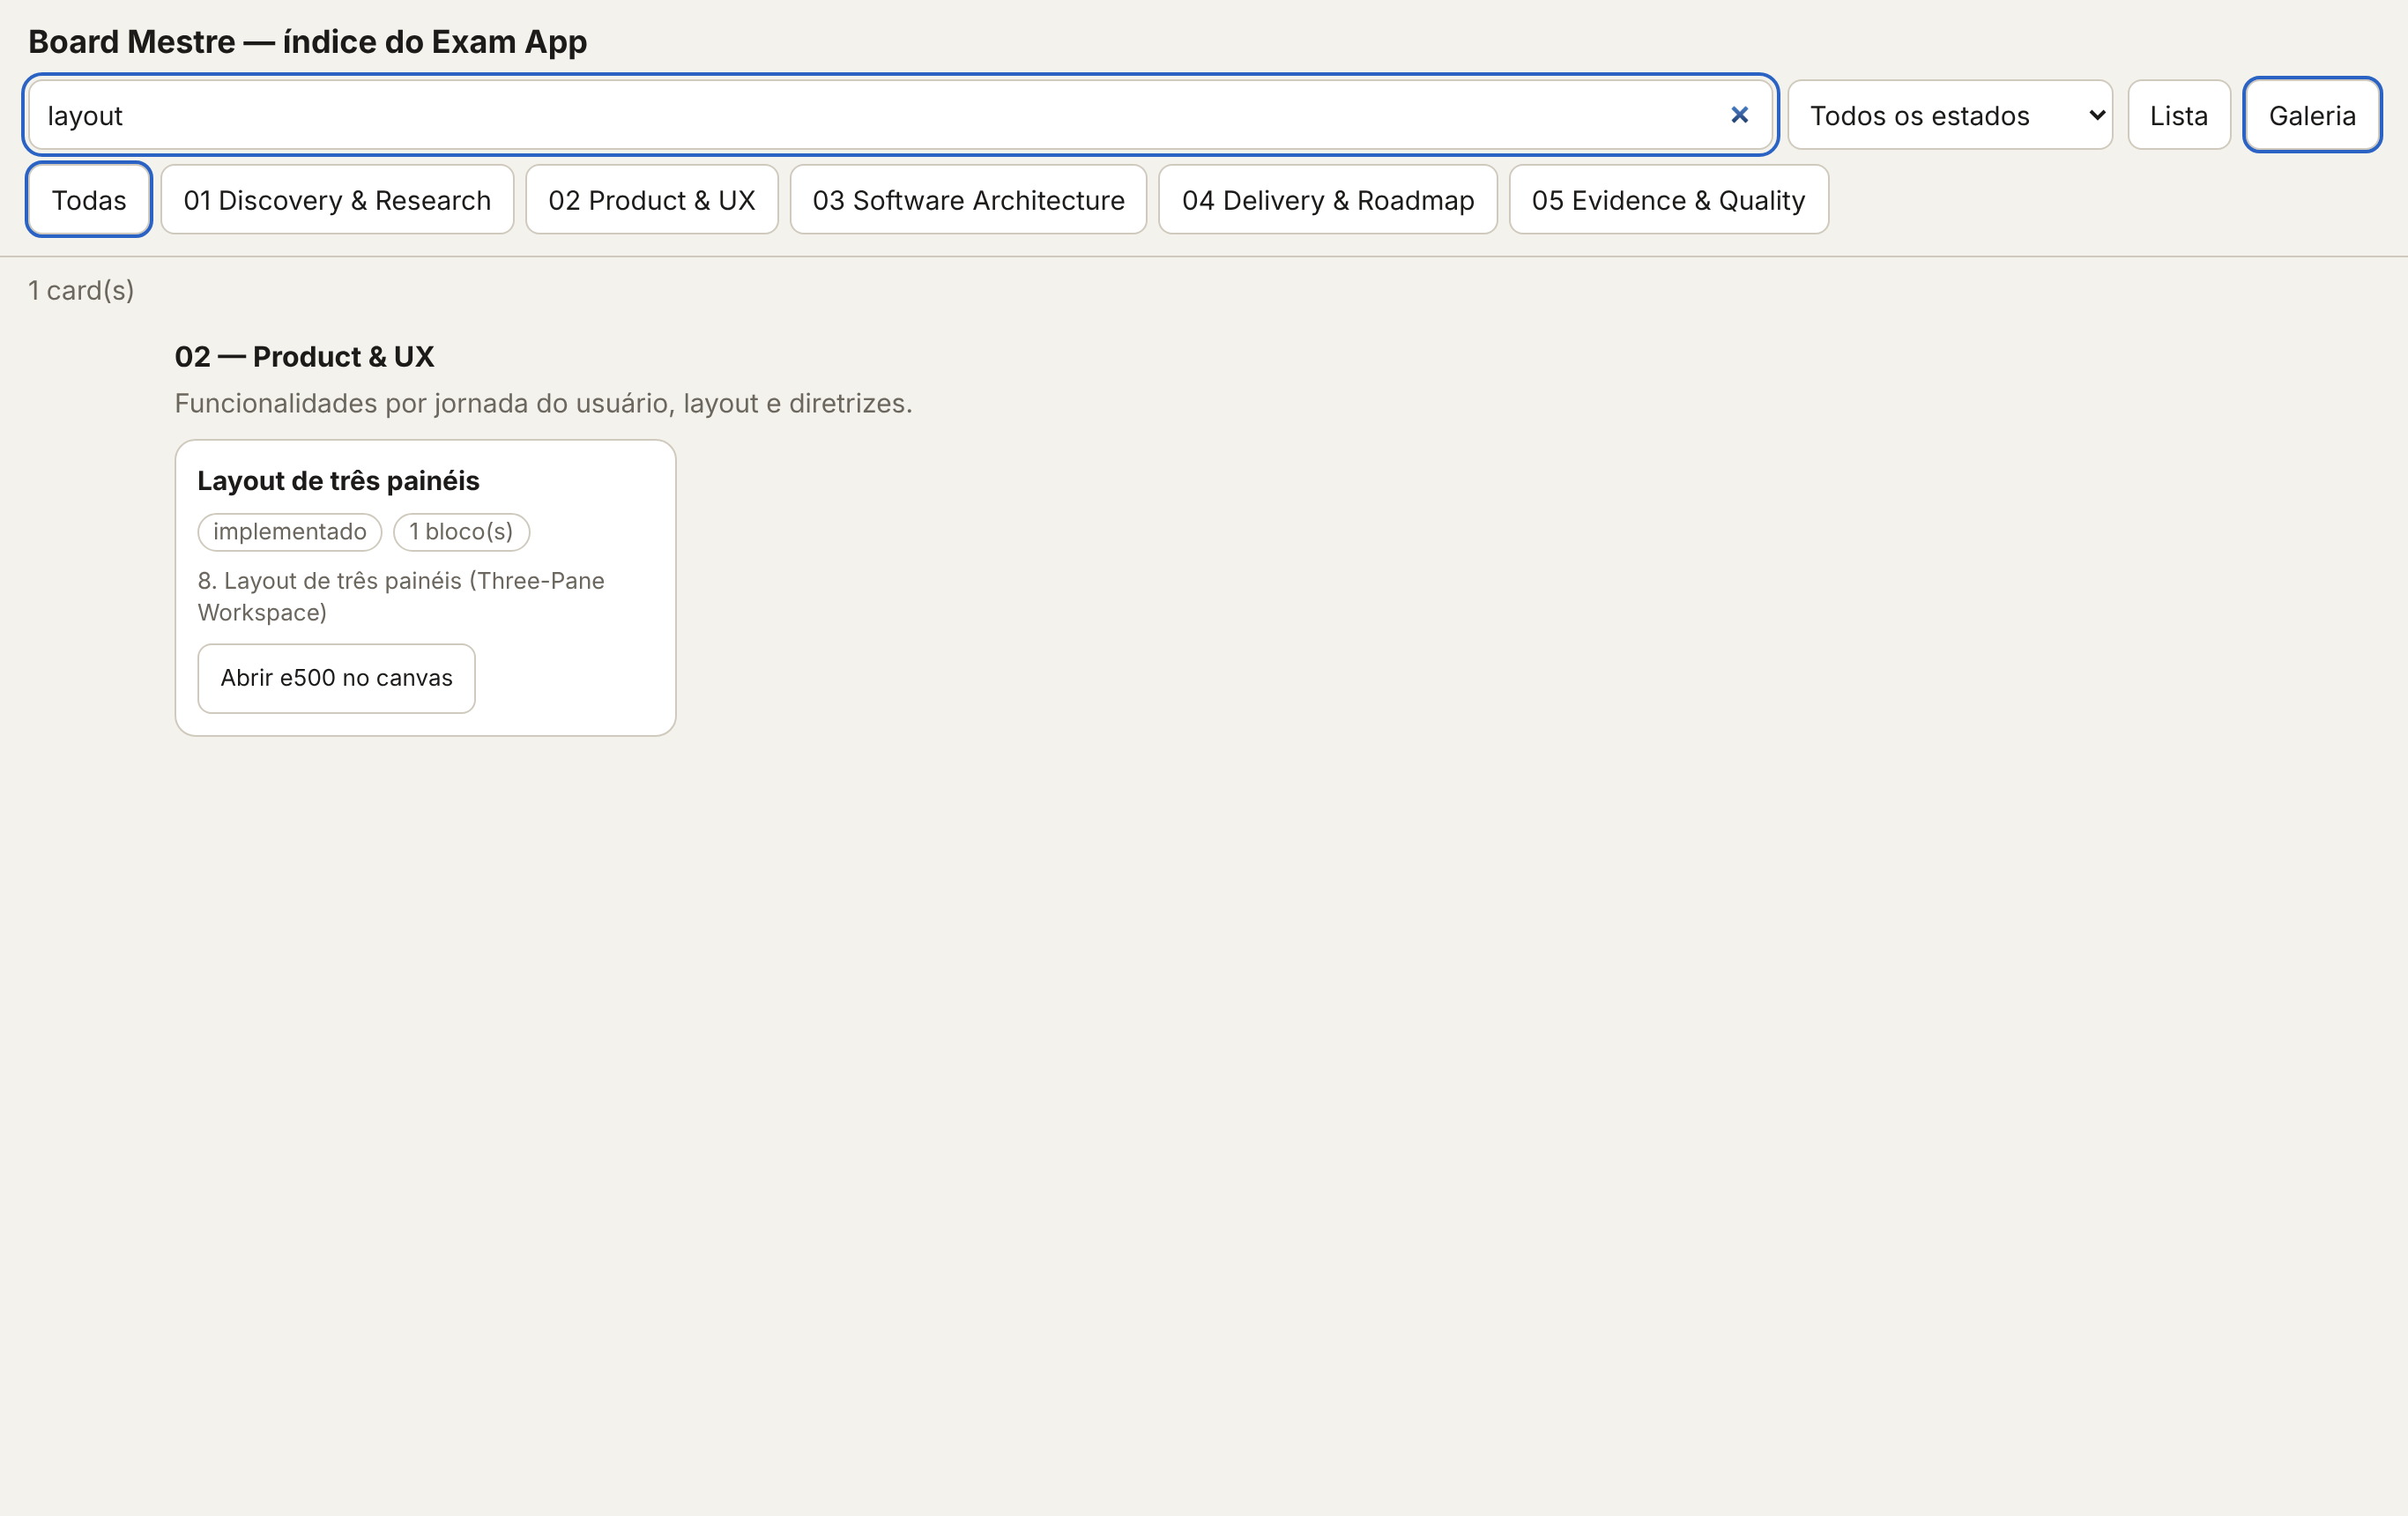 Board Mestre — índice do Exam App
layout
Todos os estados
Lista
Galeria
Todas
01 Discovery & Research
02 Product & UX
03 Software Architecture
04 Delivery & Roadmap
05 Evidence & Quality
1 card(s)
02 — Product & UX
Funcionalidades por jornada do usuário, layout e diretrizes.
Layout de três painéis
implementado
1 bloco(s)
8. Layout de três painéis (Three-Pane
Workspace)
Abrir e500 no canvas